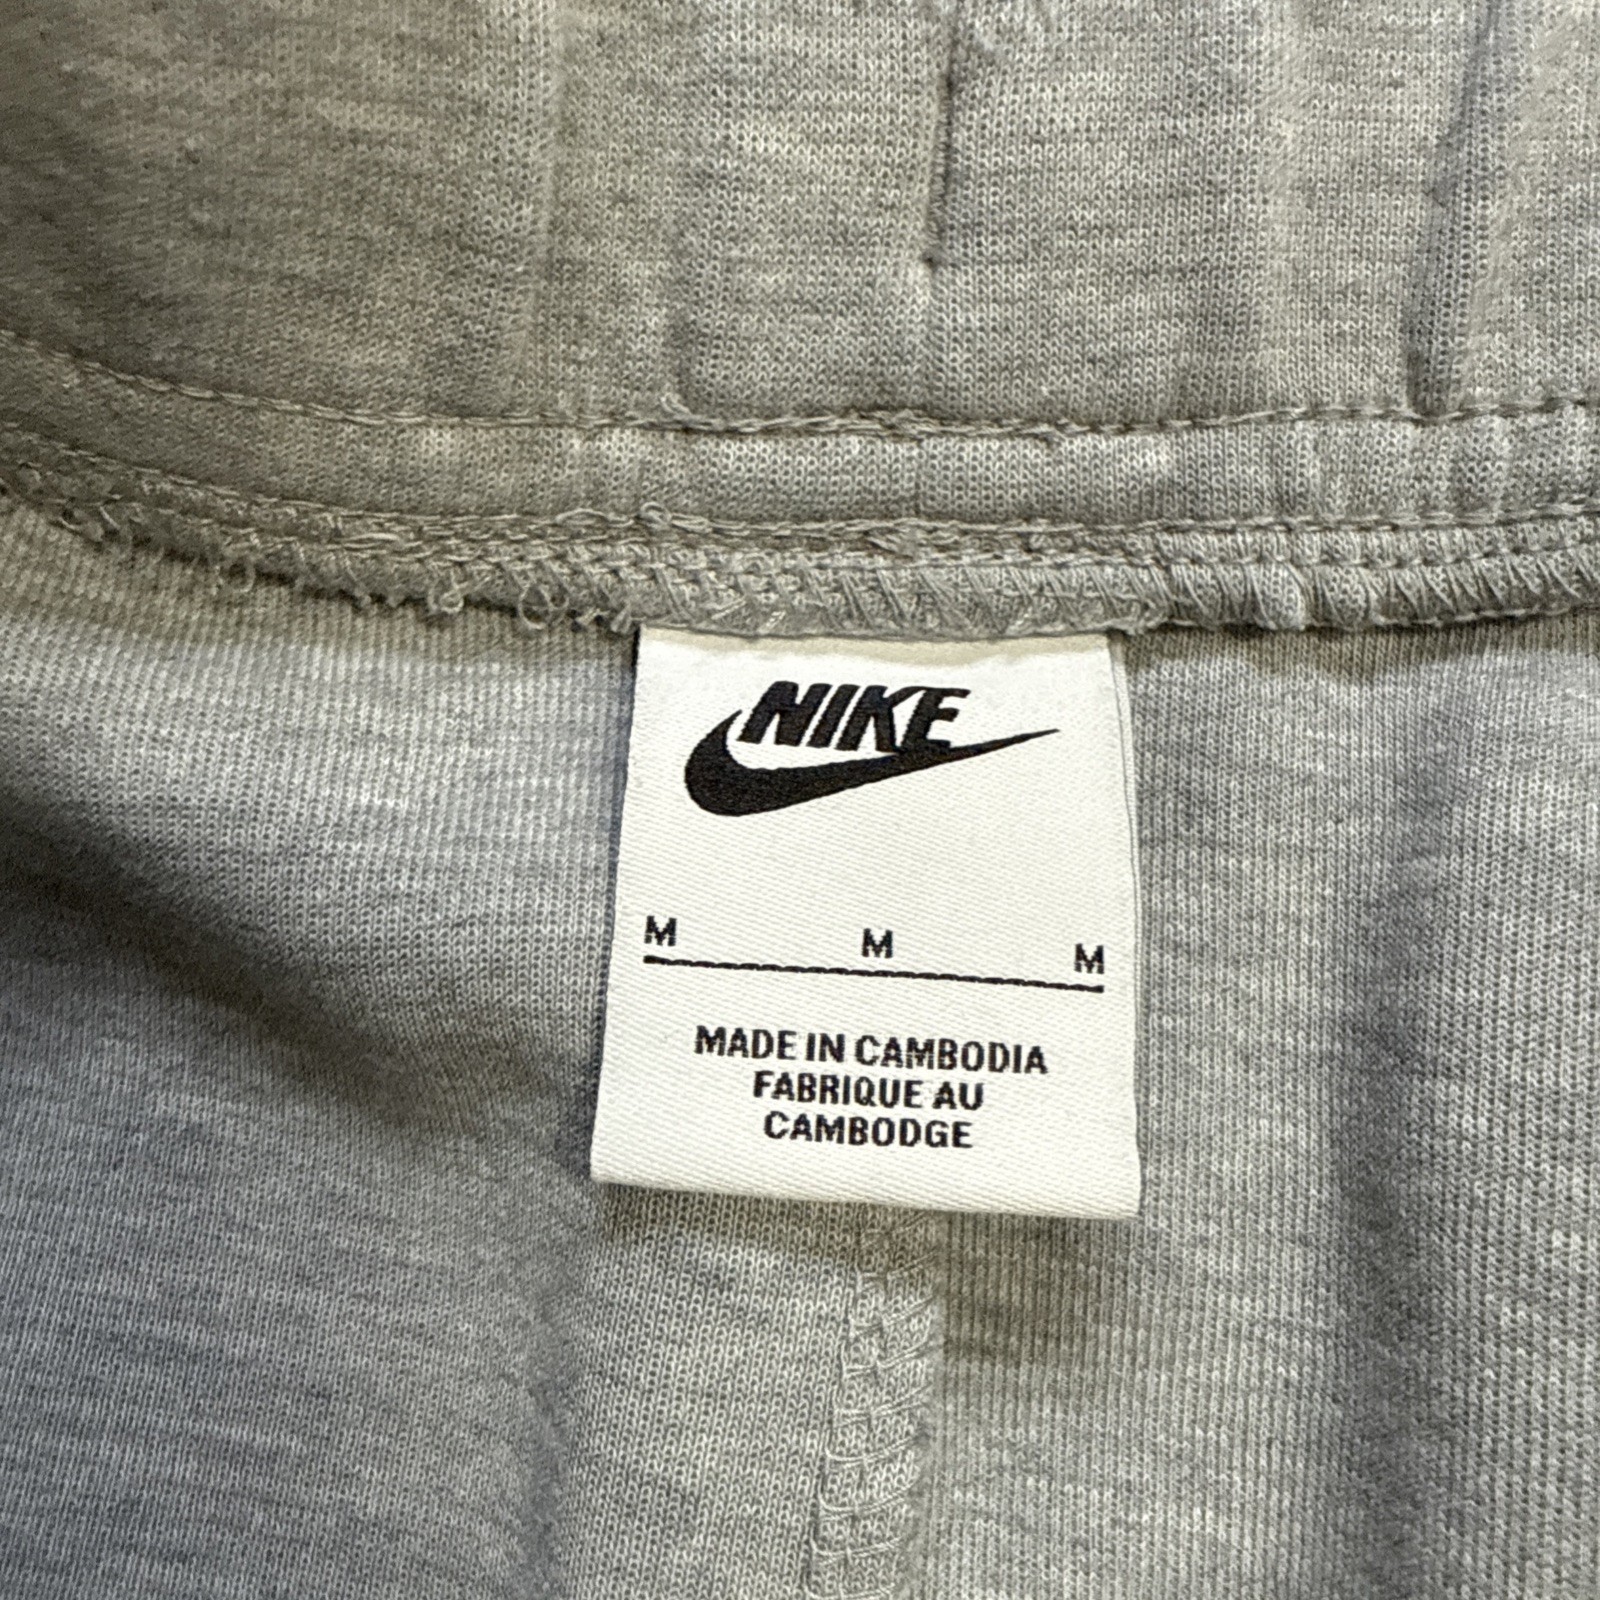 NIKE
M M M
MADE IN CAMBODIA
FABRIQUE AU
CAMBODGE